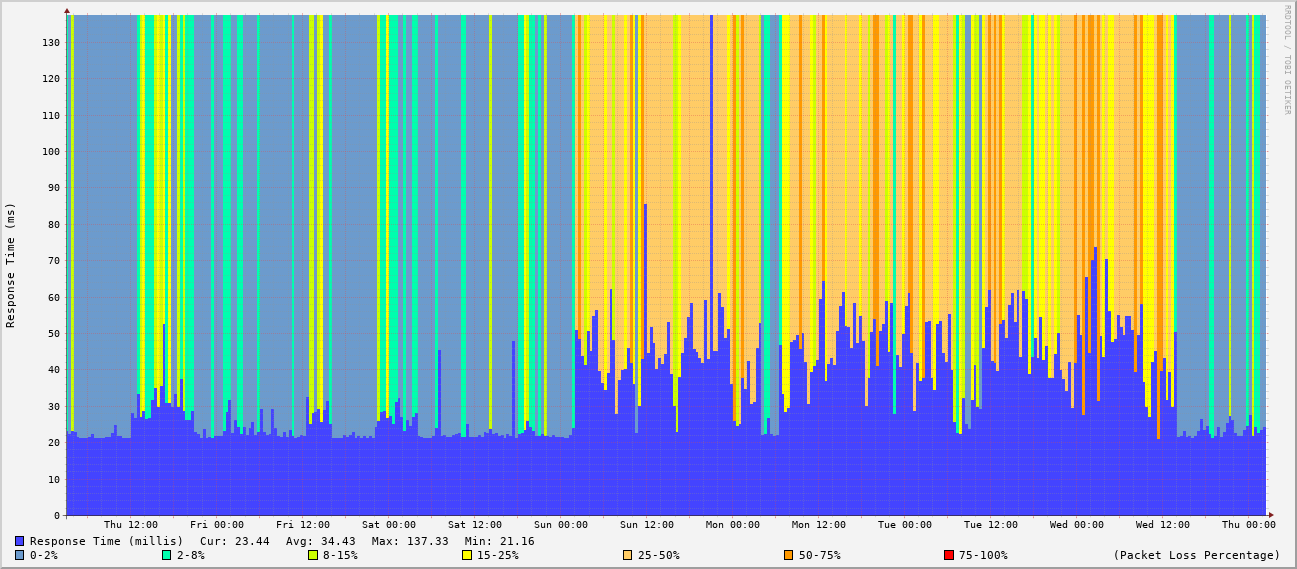 RRDTOOL / TOBI OETIKER
Response Time (ms)
130
120
110
100
90
80
70
60
50
40
30
20
10
0
Thu 12:00 Fri 00:00 Fri 12:00 Sat 00:00 Sat 12:00 Sun 00:00 Sun 12:00 Mon 00:00 Mon 12:00 Tue 00:00 Tue 12:00 Wed 00:00 Wed 12:00 Thu 00:00
Response Time (millis) Cur: 23.44 Avg: 34.43 Max: 137.33 Min: 21.16
0-2% 2-8% 8-15% 15-25% 25-50% 50-75% 75-100% (Packet Loss Percentage)